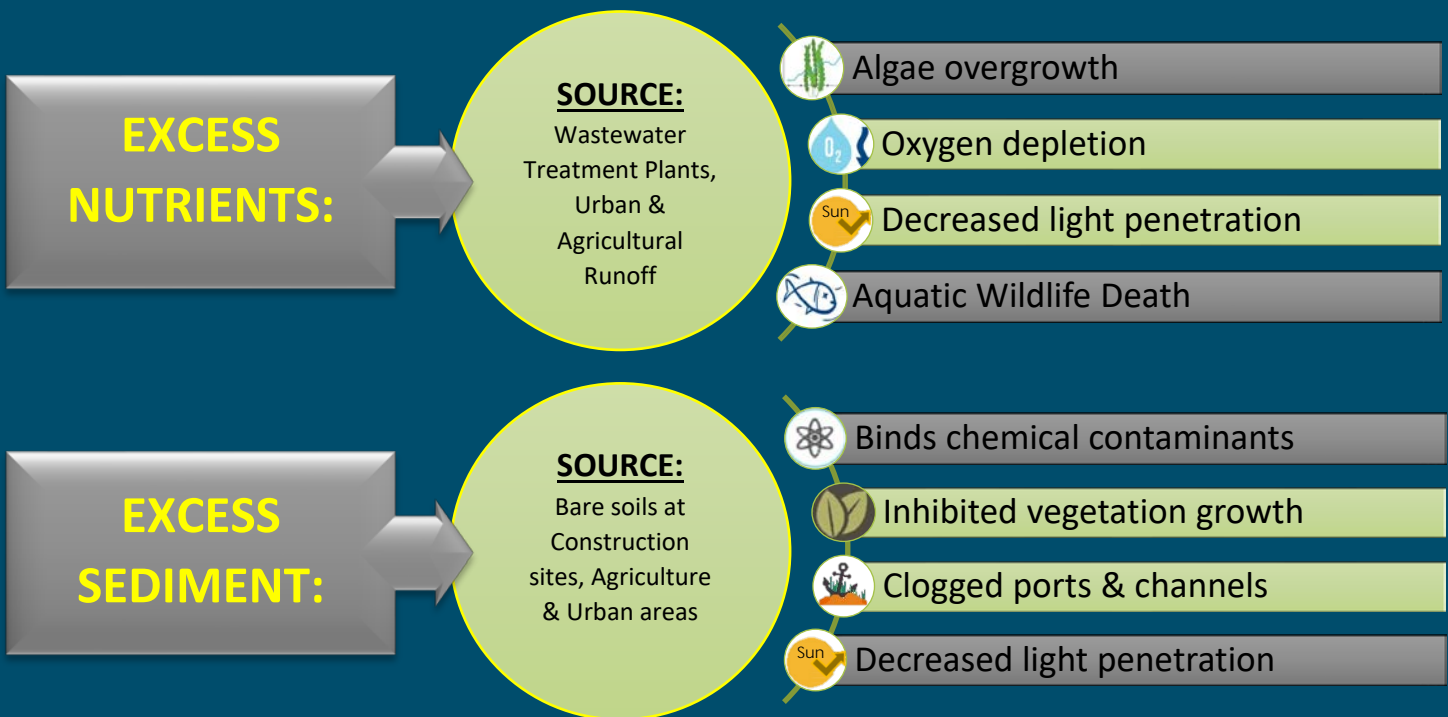 EXCESS
NUTRIENTS:
SOURCE:
Wastewater
Treatment Plants,
Urban &
Agricultural
Runoff
Algae overgrowth
O2
Oxygen depletion
Sun
Decreased light penetration
Aquatic Wildlife Death
EXCESS
SEDIMENT:
SOURCE:
Bare soils at
Construction
sites, Agriculture
& Urban areas
Binds chemical contaminants
Inhibited vegetation growth
Clogged ports & channels
Sun
Decreased light penetration